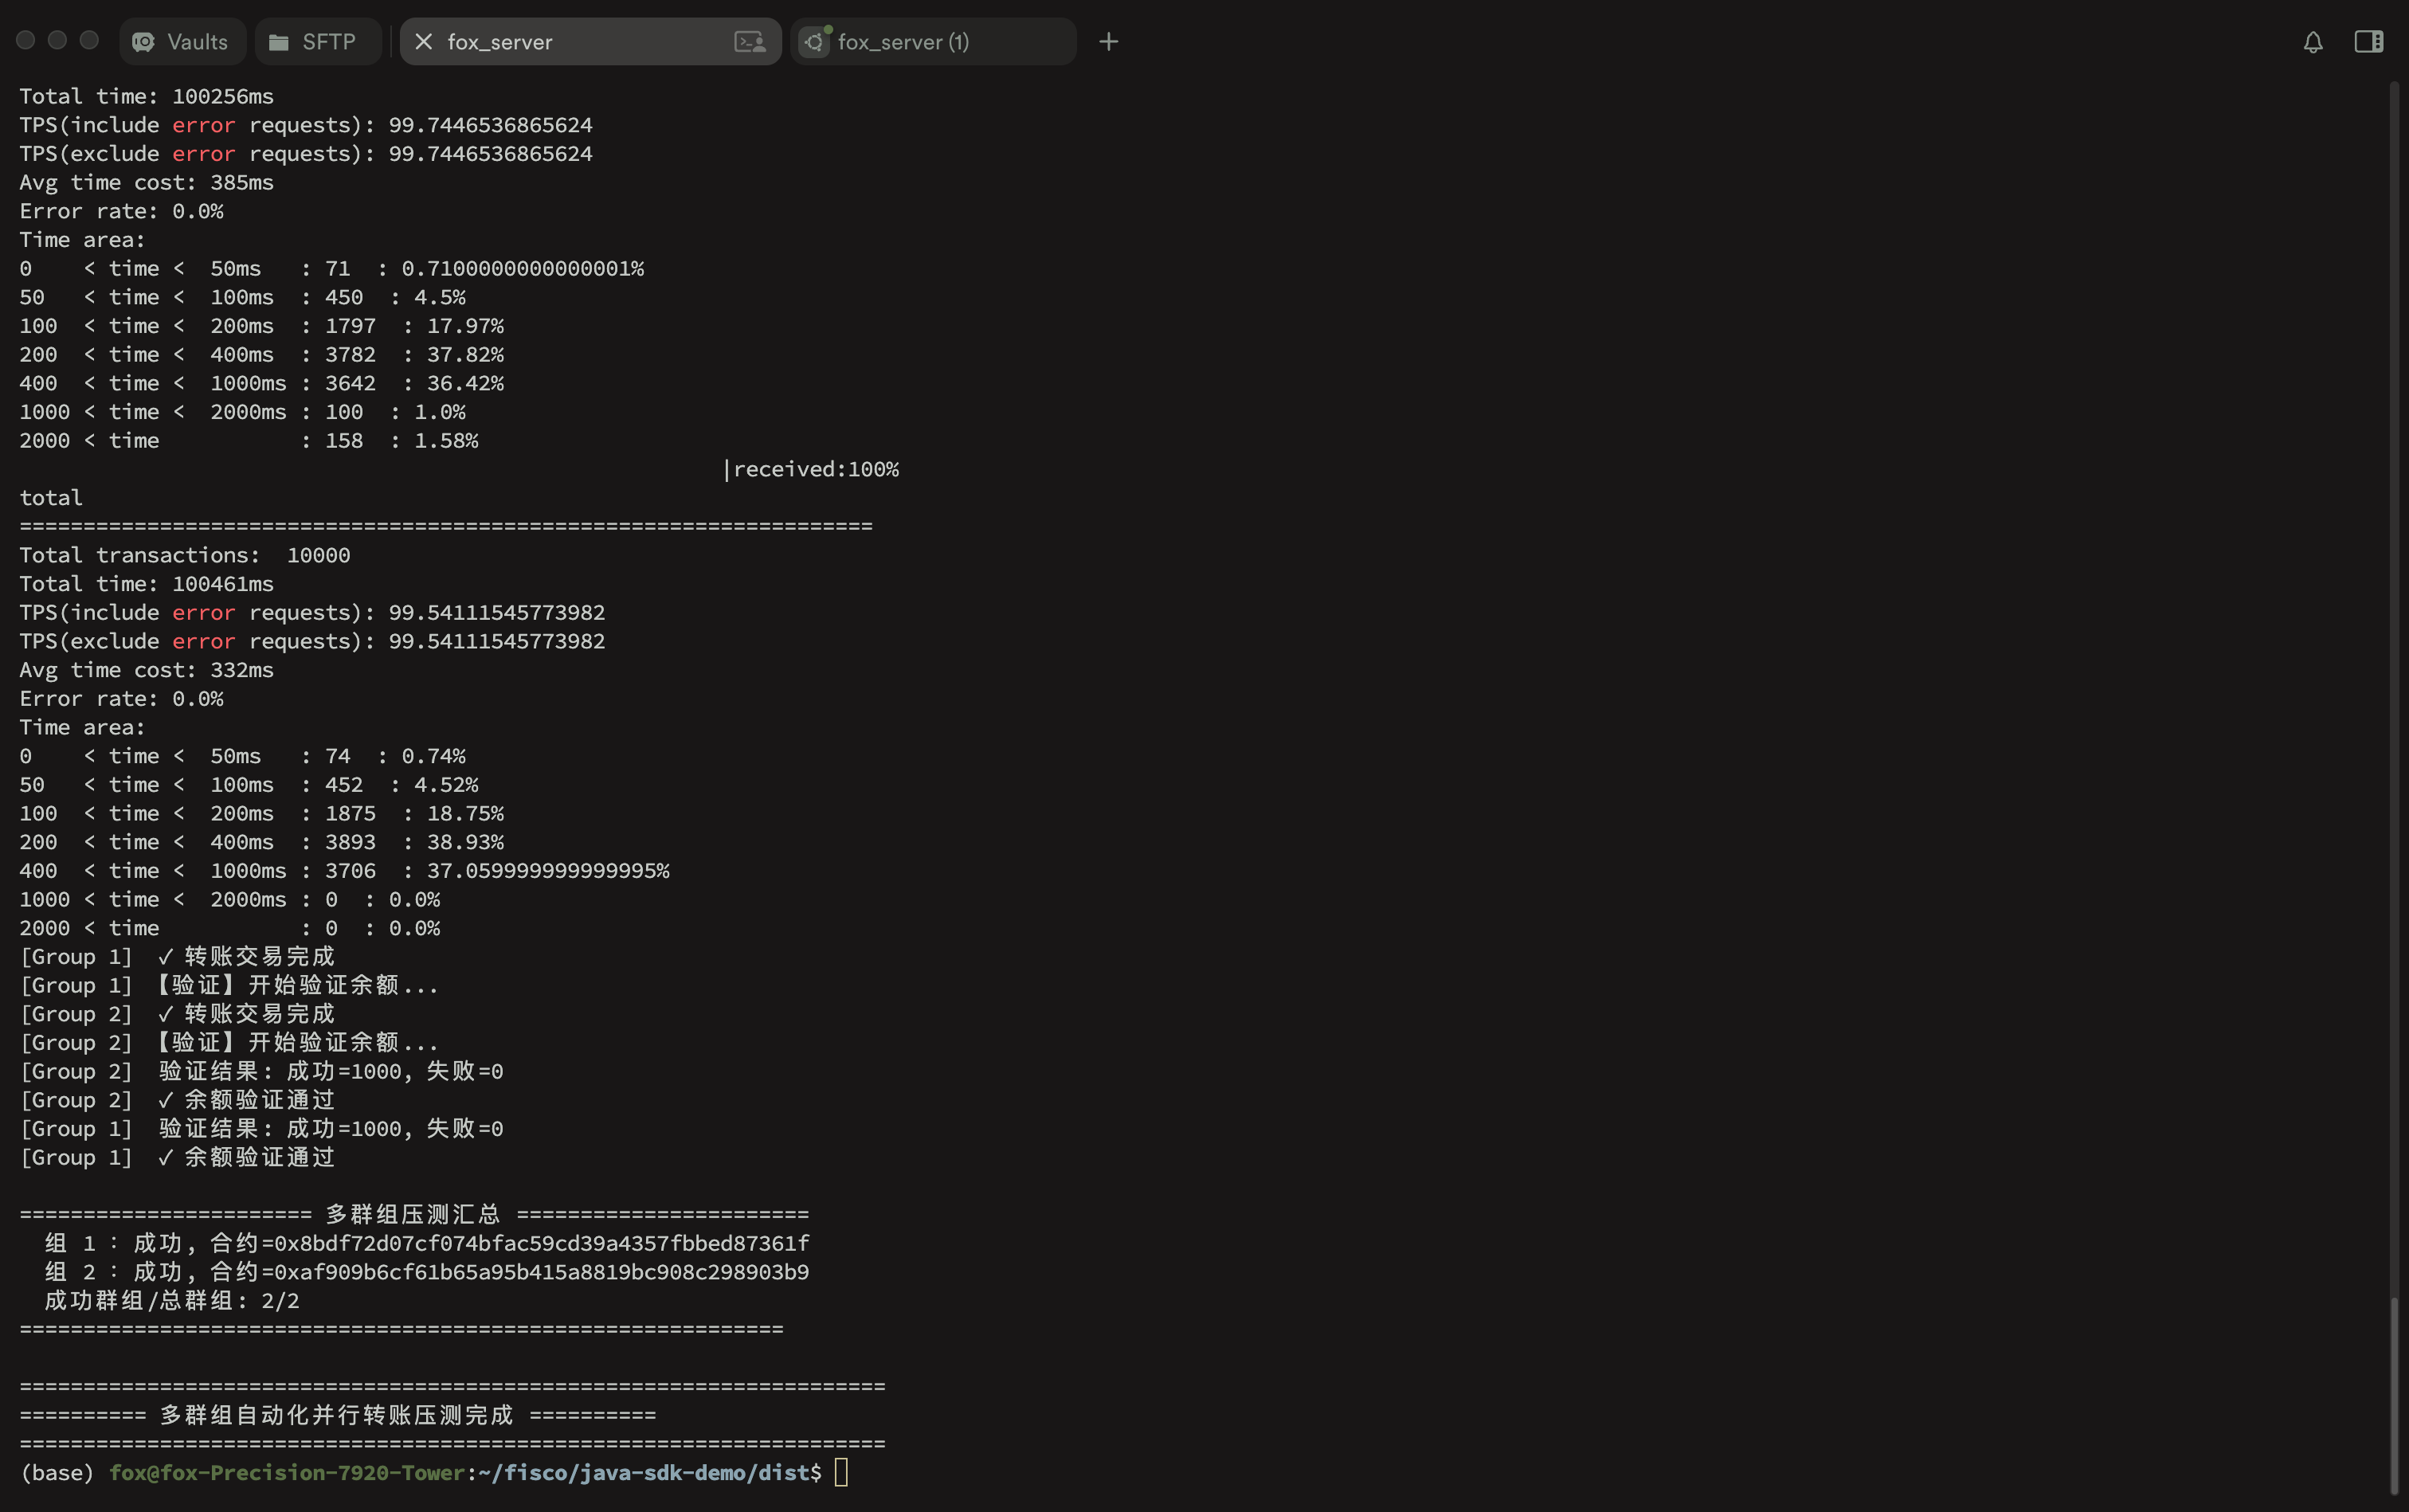 Vaults SFTP fox_server fox_server (1)
Total time: 100256ms
TPS(include error requests): 99.7446536865624
TPS(exclude error requests): 99.7446536865624
Avg time cost: 385ms
Error rate: 0.0%
Time area:
0    < time <  50ms   : 71  : 0.7100000000000001%
50   < time <  100ms  : 450  : 4.5%
100  < time <  200ms  : 1797  : 17.97%
200  < time <  400ms  : 3782  : 37.82%
400  < time <  1000ms : 3642  : 36.42%
1000 < time <  2000ms : 100  : 1.0%
2000 < time           : 158  : 1.58%
|received:100%
total
===================================================================
Total transactions:  10000
Total time: 100461ms
TPS(include error requests): 99.54111545773982
TPS(exclude error requests): 99.54111545773982
Avg time cost: 332ms
Error rate: 0.0%
Time area:
0    < time <  50ms   : 74  : 0.74%
50   < time <  100ms  : 452  : 4.52%
100  < time <  200ms  : 1875  : 18.75%
200  < time <  400ms  : 3893  : 38.93%
400  < time <  1000ms : 3706  : 37.059999999999995%
1000 < time <  2000ms : 0  : 0.0%
2000 < time           : 0  : 0.0%
[Group 1]  ✓ 转账交易完成
[Group 1] 【验证】开始验证余额...
[Group 2]  ✓ 转账交易完成
[Group 2] 【验证】开始验证余额...
[Group 2]  验证结果: 成功=1000, 失败=0
[Group 2]  ✓ 余额验证通过
[Group 1]  验证结果: 成功=1000, 失败=0
[Group 1]  ✓ 余额验证通过
======================= 多群组压测汇总 =======================
组 1 : 成功, 合约=0x8bdf72d07cf074bfac59cd39a4357fbbed87361f
组 2 : 成功, 合约=0xaf909b6cf61b65a95b415a8819bc908c298903b9
成功群组/总群组: 2/2
============================================================
====================================================================
========== 多群组自动化并行转账压测完成 ==========
====================================================================
(base) fox@fox-Precision-7920-Tower:~/fisco/java-sdk-demo/dist$